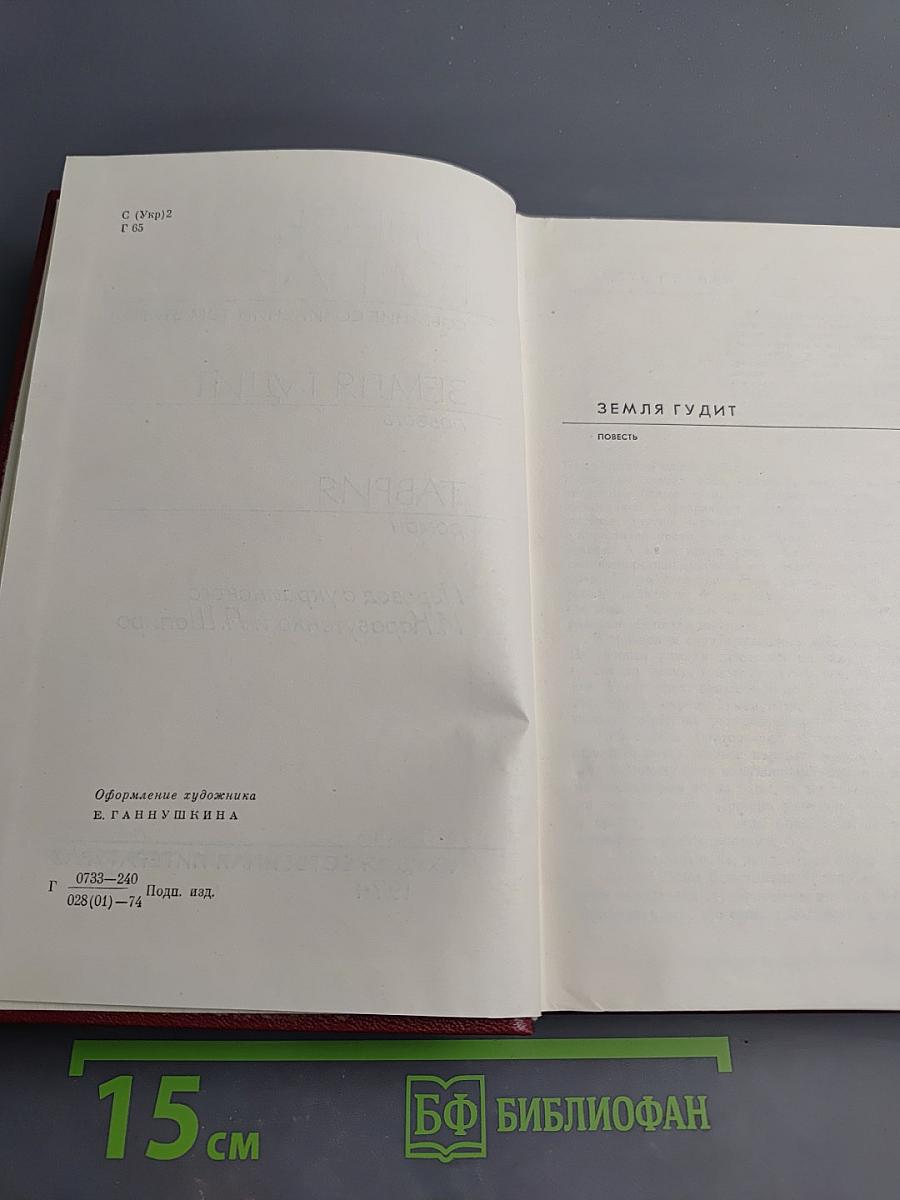 С (Укр)2
Г 65
Оформление художника
Е. ГАННУШКИНА
Г 0733—240
028(01)—74 Подп. изд.
ЗЕМЛЯ ГУДИТ
ПОВЕСТЬ
15 см
БФ БИБЛИОФАН